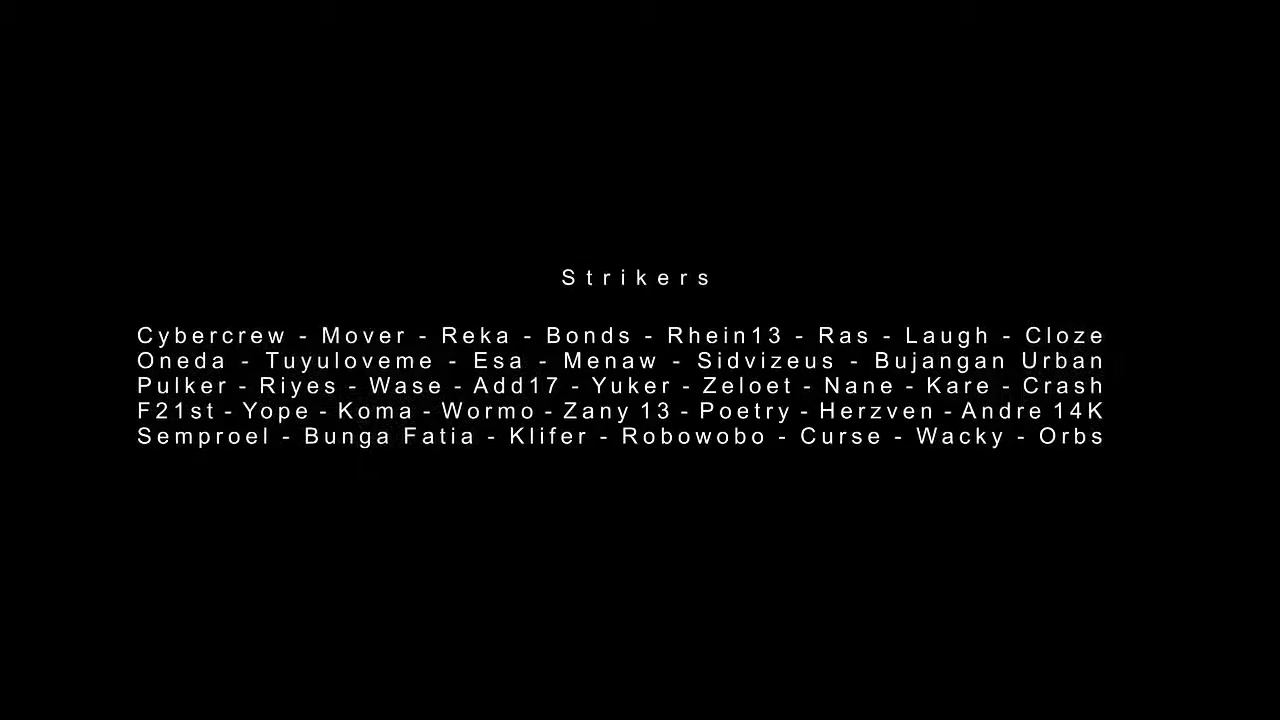 Strikers
Cybercrew - Mover - Reka - Bonds - Rhein13 - Ras - Laugh - Cloze
Oneda - Tuyuloveme - Esa - Menaw - Sidvizeus - Bujangan Urban
Pulker - Riyes - Wase - Add17 - Yuker - Zeloet - Nane - Kare - Crash
F21st - Yope - Koma - Wormo - Zany 13 - Poetry - Herzven - Andre 14K
Semproel - Bunga Fatia - Klifer - Robowobo - Curse - Wacky - Orbs